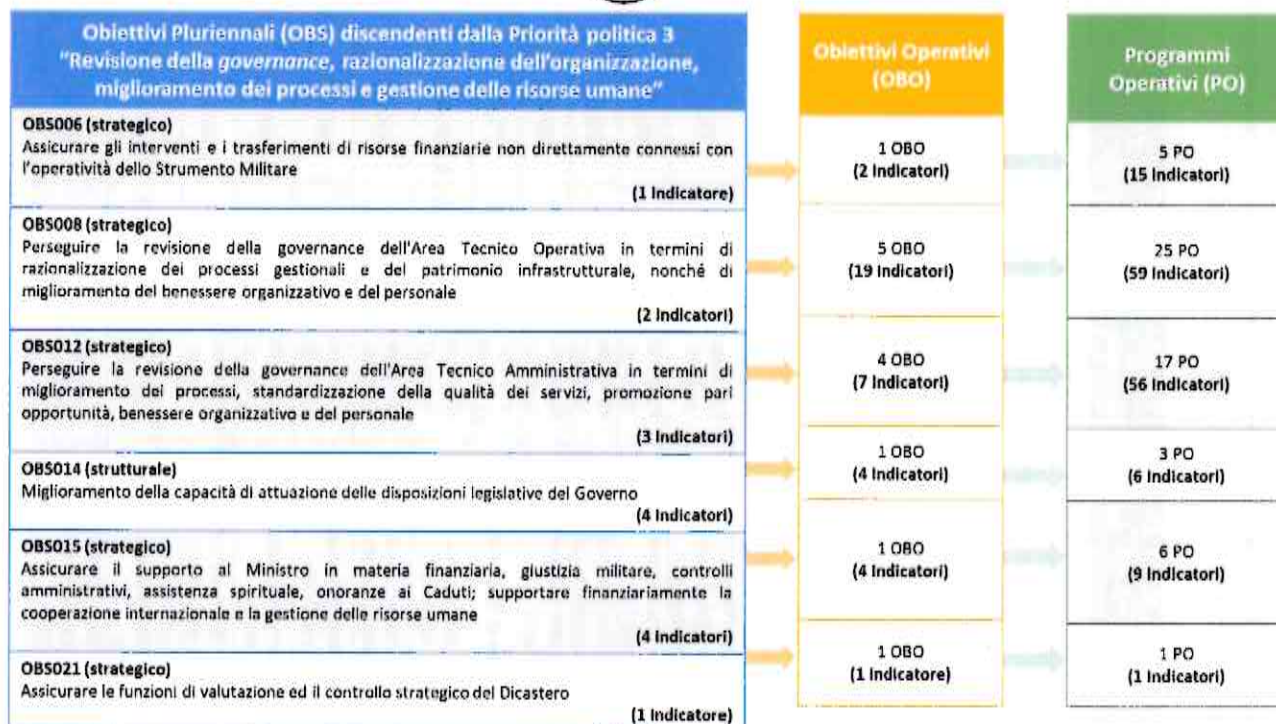 Obiettivi Pluriennali (OBS) discendenti dalla Priorità politica 3
"Revisione della governance, razionalizzazione dell'organizzazione,
miglioramento dei processi e gestione delle risorse umane"
Obiettivi Operativi
(OBO)
Programmi
Operativi (PO)
OBS006 (strategico)
Assicurare gli interventi e i trasferimenti di risorse finanziarie non direttamente connessi con
l'operatività dello Strumento Militare
(1 Indicatore)
1 OBO
(2 Indicatori)
5 PO
(15 Indicatori)
OBS008 (strategico)
Perseguire la revisione della governance dell'Area Tecnico Operativa in termini di
razionalizzazione dei processi gestionali e del patrimonio infrastrutturale, nonché di
miglioramento del benessere organizzativo e del personale
(2 Indicatori)
5 OBO
(19 Indicatori)
25 PO
(59 Indicatori)
OBS012 (strategico)
Perseguire la revisione della governance dell'Area Tecnico Amministrativa in termini di
miglioramento dei processi, standardizzazione della qualità dei servizi, promozione pari
opportunità, benessere organizzativo e del personale
(3 Indicatori)
4 OBO
(7 Indicatori)
17 PO
(56 Indicatori)
OBS014 (strutturale)
Miglioramento della capacità di attuazione delle disposizioni legislative del Governo
(4 Indicatori)
1 OBO
(4 Indicatori)
3 PO
(6 Indicatori)
OBS015 (strategico)
Assicurare il supporto al Ministro in materia finanziaria, giustizia militare, controlli
amministrativi, assistenza spirituale, onoranze ai Caduti; supportare finanziariamente la
cooperazione internazionale e la gestione delle risorse umane
(4 Indicatori)
1 OBO
(4 Indicatori)
6 PO
(9 Indicatori)
OBS021 (strategico)
Assicurare le funzioni di valutazione ed il controllo strategico del Dicastero
(1 Indicatore)
1 OBO
(1 Indicatore)
1 PO
(1 Indicatori)